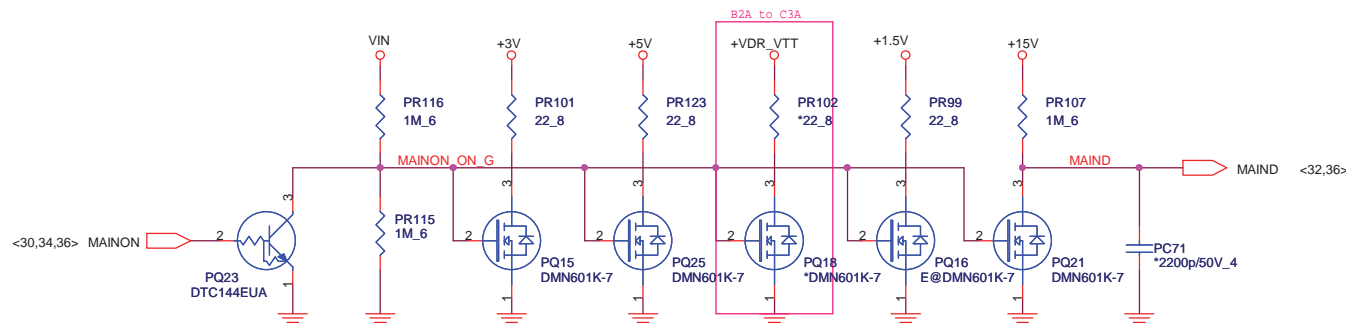 B2A to C3A
VIN
+3V
+5V
+VDR_VTT
+1.5V
+15V
PR116
1M_6
PR101
22_8
PR123
22_8
PR102
*22_8
PR99
22_8
PR107
1M_6
MAINON_ON_G
MAIND
MAIND
<32,36>
3
3
3
3
3
3
PR115
1M_6
<30,34,36>
MAINON
2
2
2
2
2
2
PQ23
DTC144EUA
PQ15
DMN601K-7
PQ25
DMN601K-7
PQ18
*DMN601K-7
PQ16
E@DMN601K-7
PQ21
DMN601K-7
PC71
*2200p/50V_4
1
1
1
1
1
1